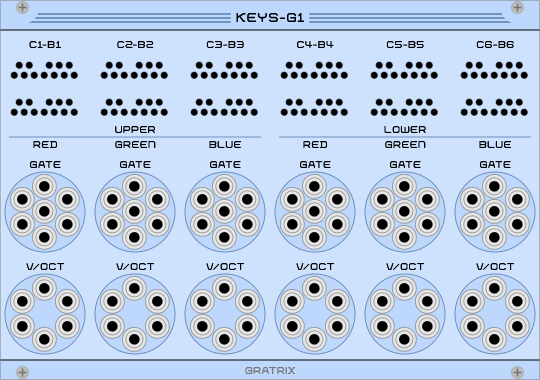 KEYS-G1
C1-B1 C2-B2 C3-B3 C4-B4 C5-B5 C6-B6
UPPER LOWER
RED GREEN BLUE RED GREEN BLUE
GATE GATE GATE GATE GATE GATE
V/OCT V/OCT V/OCT V/OCT V/OCT V/OCT
GRATRIX